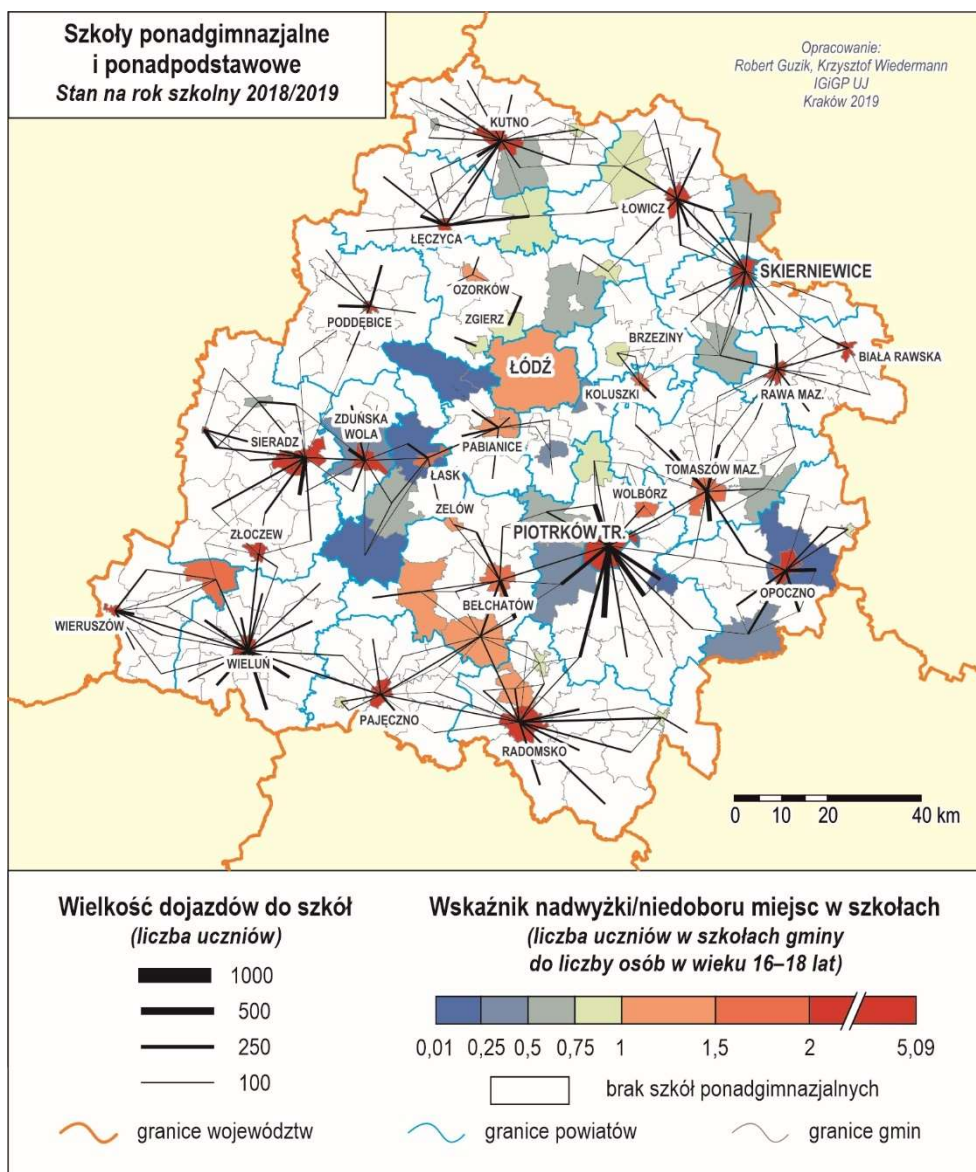 Szkoły ponadgimnazjalne
i ponadpodstawowe
Stan na rok szkolny 2018/2019
Opracowanie:
Robert Guzik, Krzysztof Wiedermann
IGiGP UJ
Kraków 2019
KUTNO
ŁOWICZ
ŁĘCZYCA
SKIERNIEWICE
OZORKÓW
PODDĘBICE
ZGIERZ
BRZEZINY
BIAŁA RAWSKA
ŁÓDŹ
KOLUSZKI
RAWA MAZ.
ZDUŃSKA
WOLA
SIERADZ
PABIANICE
ŁASK
TOMASZÓW MAZ.
ZELÓW
WOLBÓRZ
PIOTRKÓW TR.
ZŁOCZEW
OPOCZNO
BEŁCHATÓW
WIERUSZÓW
WIELUŃ
PAJĘCZNO
RADOMSKO
0 10 20 40 km
Wielkość dojazdów do szkół
(liczba uczniów)
1000
500
250
100
Wskaźnik nadwyżki/niedoboru miejsc w szkołach
(liczba uczniów w szkołach gminy
do liczby osób w wieku 16–18 lat)
0,01 0,25 0,5 0,75 1 1,5 2 5,09
brak szkół ponadgimnazjalnych
granice województw
granice powiatów
granice gmin